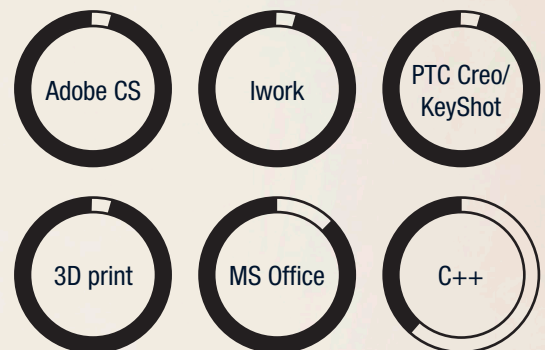 Adobe CS
Iwork
PTC Creo/
KeyShot
3D print
MS Office
C++